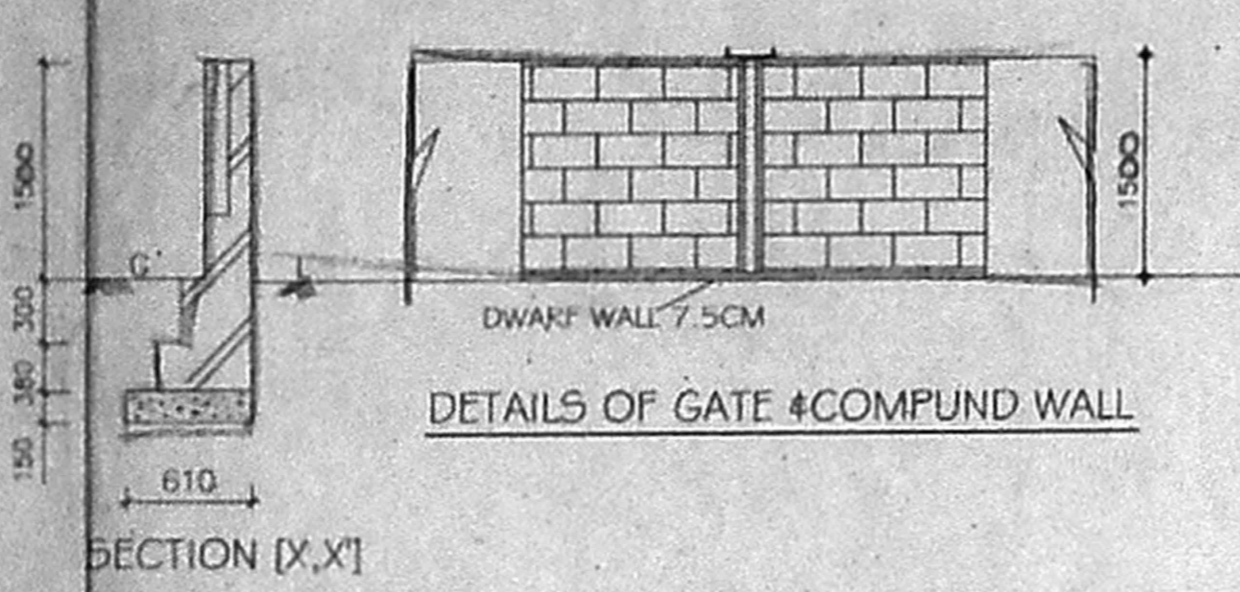 1500
300
380
150
G
610
SECTION [X,X']
1500
DWARF WALL 7.5CM
DETAILS OF GATE &COMPUND WALL